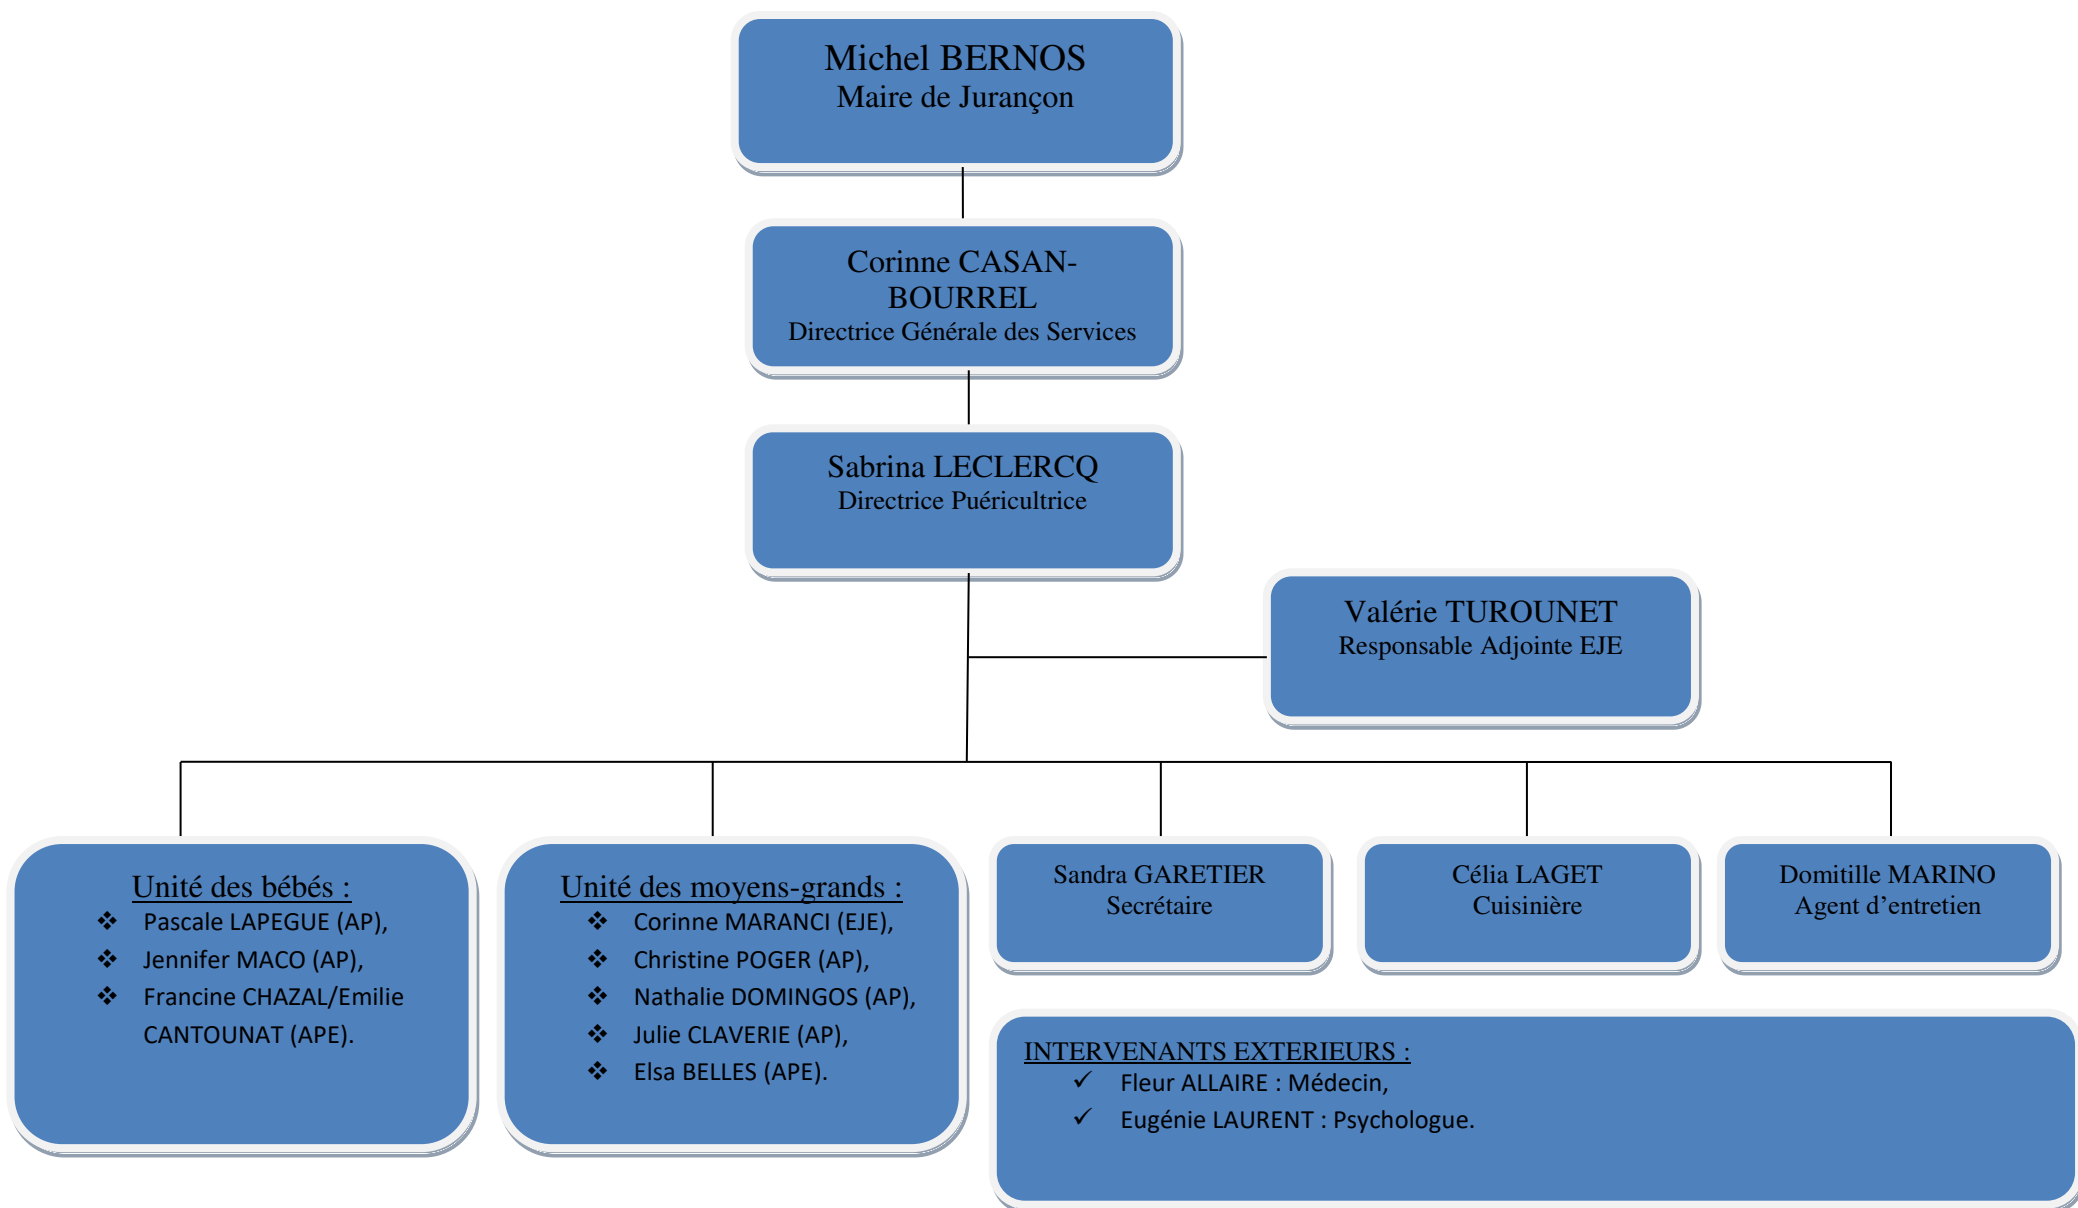 Michel BERNOS
Maire de Jurançon
Corinne CASAN-
BOURREL
Directrice Générale des Services
Sabrina LECLERCQ
Directrice Puéricultrice
Valérie TUROUNET
Responsable Adjointe EJE
Unité des bébés :
❖ Pascale LAPEGUE (AP),
❖ Jennifer MACO (AP),
❖ Francine CHAZAL/Emilie
CANTOUNAT (APE).
Unité des moyens-grands :
❖ Corinne MARANCI (EJE),
❖ Christine POGER (AP),
❖ Nathalie DOMINGOS (AP),
❖ Julie CLAVERIE (AP),
❖ Elsa BELLES (APE).
Sandra GARETIER
Secrétaire
Célia LAGET
Cuisinière
Domitille MARINO
Agent d’entretien
INTERVENANTS EXTERIEURS :
✓ Fleur ALLAIRE : Médecin,
✓ Eugénie LAURENT : Psychologue.